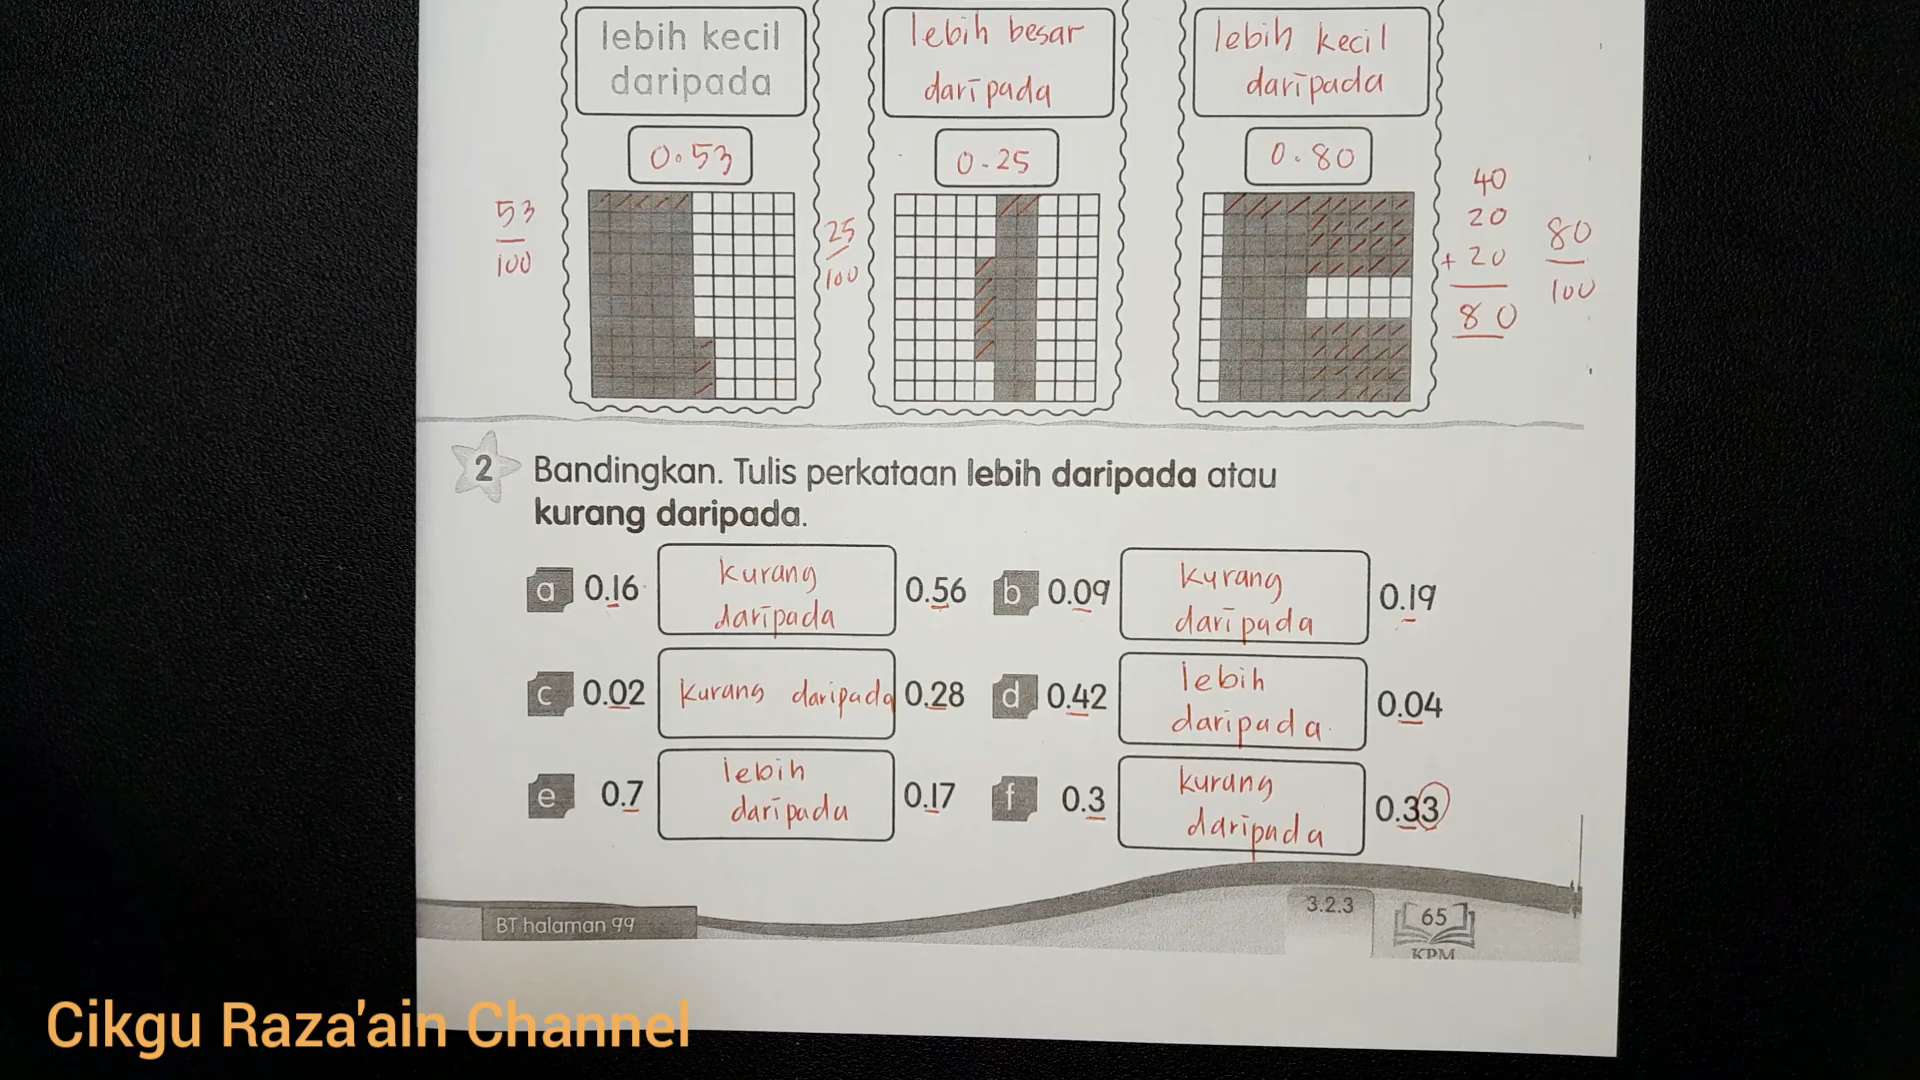 lebih kecil
daripada
lebih besar
daripada
lebih kecil
daripada
0.53
0.25
0.80
53
100
25
100
40
20
+ 20
80
80
100
2 Bandingkan. Tulis perkataan lebih daripada atau
kurang daripada.
a 0.16 kurang daripada 0.56 b 0.09 kurang daripada 0.19
c 0.02 kurang daripada 0.28 d 0.42 lebih daripada. 0.04
e 0.7 lebih daripada 0.17 f 0.3 kurang daripada 0.33
BT halaman 99
3.2.3
65
KPM
Cikgu Raza'ain Channel